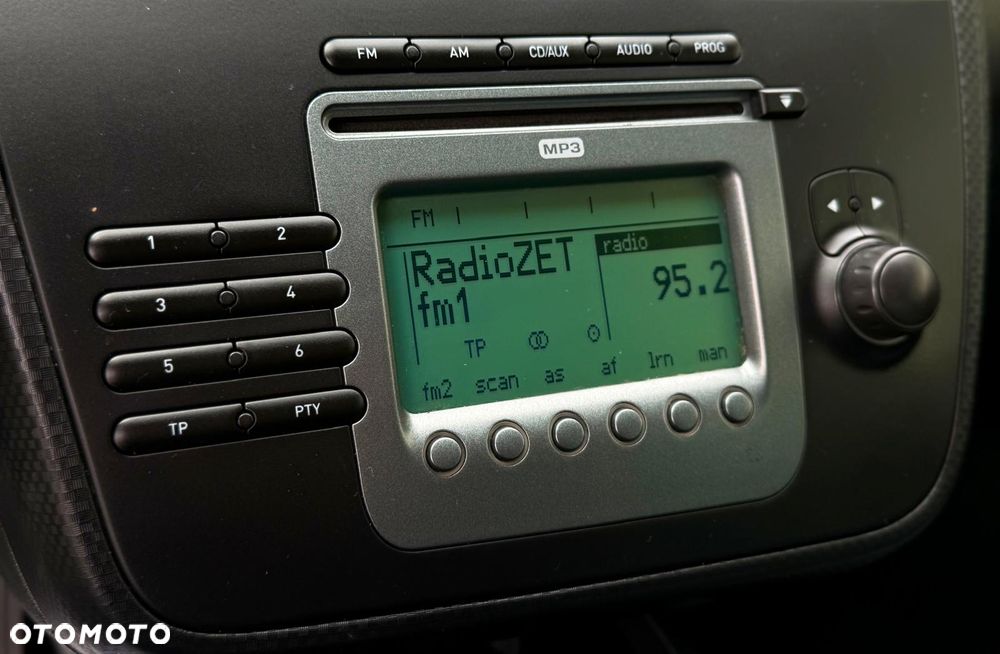 FM AM CD/AUX AUDIO PROG
MP3
FM
RadioZET
radio
fm1
95.2
TP
fm2 scan as af lrn man
1 2
3 4
5 6
TP PTY
OTOMOTO